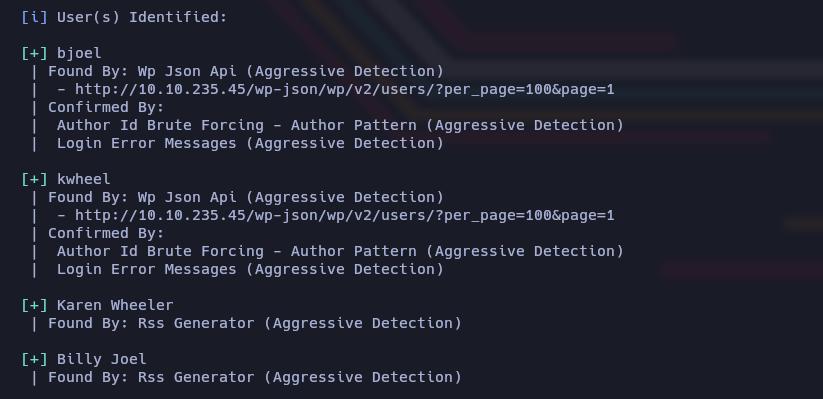 [i] User(s) Identified:
[+] bjoel
| Found By: Wp Json Api (Aggressive Detection)
|  - http://10.10.235.45/wp-json/wp/v2/users/?per_page=100&page=1
| Confirmed By:
|  Author Id Brute Forcing - Author Pattern (Aggressive Detection)
|  Login Error Messages (Aggressive Detection)
[+] kwheel
| Found By: Wp Json Api (Aggressive Detection)
|  - http://10.10.235.45/wp-json/wp/v2/users/?per_page=100&page=1
| Confirmed By:
|  Author Id Brute Forcing - Author Pattern (Aggressive Detection)
|  Login Error Messages (Aggressive Detection)
[+] Karen Wheeler
| Found By: Rss Generator (Aggressive Detection)
[+] Billy Joel
| Found By: Rss Generator (Aggressive Detection)